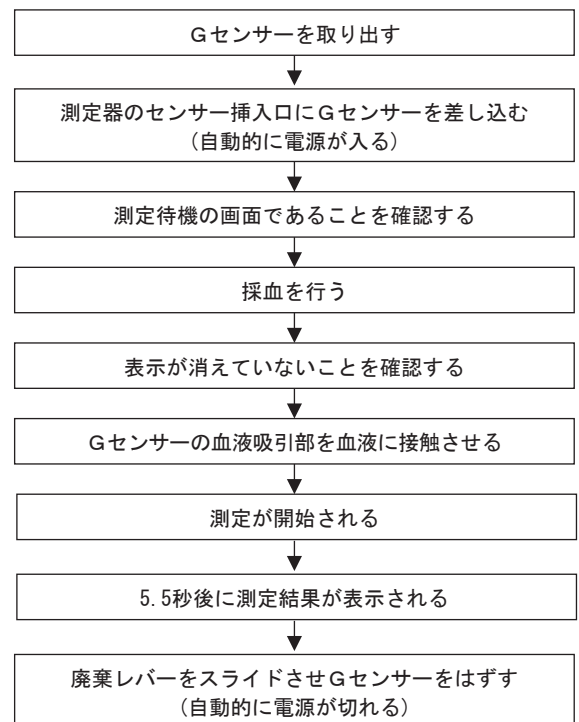 Gセンサーを取り出す
測定器のセンサー挿入口にGセンサーを差し込む
(自動的に電源が入る)
測定待機の画面であることを確認する
採血を行う
表示が消えていないことを確認する
Gセンサーの血液吸引部を血液に接触させる
測定が開始される
5.5秒後に測定結果が表示される
廃棄レバーをスライドさせGセンサーをはずす
(自動的に電源が切れる)